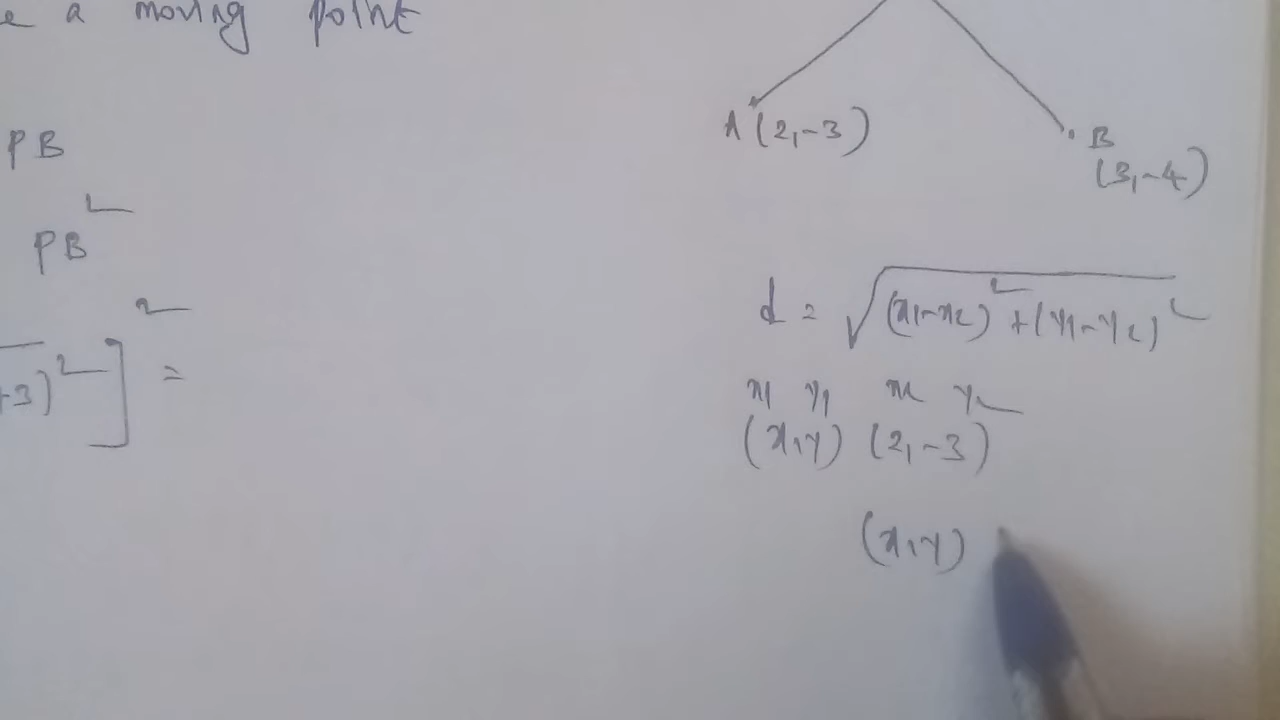 e a moving point
A (2,-3)
B
(3,-4)
PB
PB²
+3)²]² =
d = √(x₁-x₂)²+(y₁-y₂)²
x₁ y₁ x₂ y₂
(x,y) (2,-3)
(x,y)